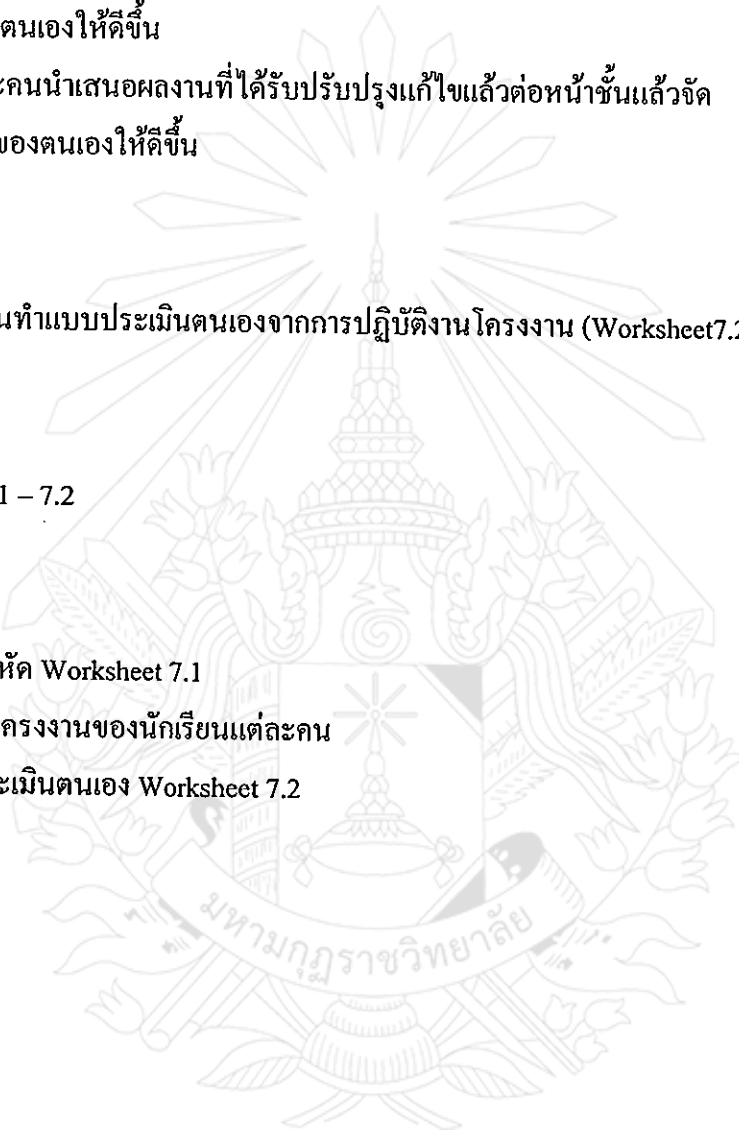 ตนเองให้ดีขึ้น
ะคนนำเสนอผลงานที่ได้รับปรับปรุงแก้ไขแล้วต่อหน้าชั้นแล้วจัด
ของตนเองให้ดีขึ้น
นทำแบบประเมินตนเองจากการปฏิบัติงานโครงงาน (Worksheet7.2
1 – 7.2
หัด Worksheet 7.1
ครงงานของนักเรียนแต่ละคน
ะเมินตนเอง Worksheet 7.2
มหามกุฏราชวิทยาลัย